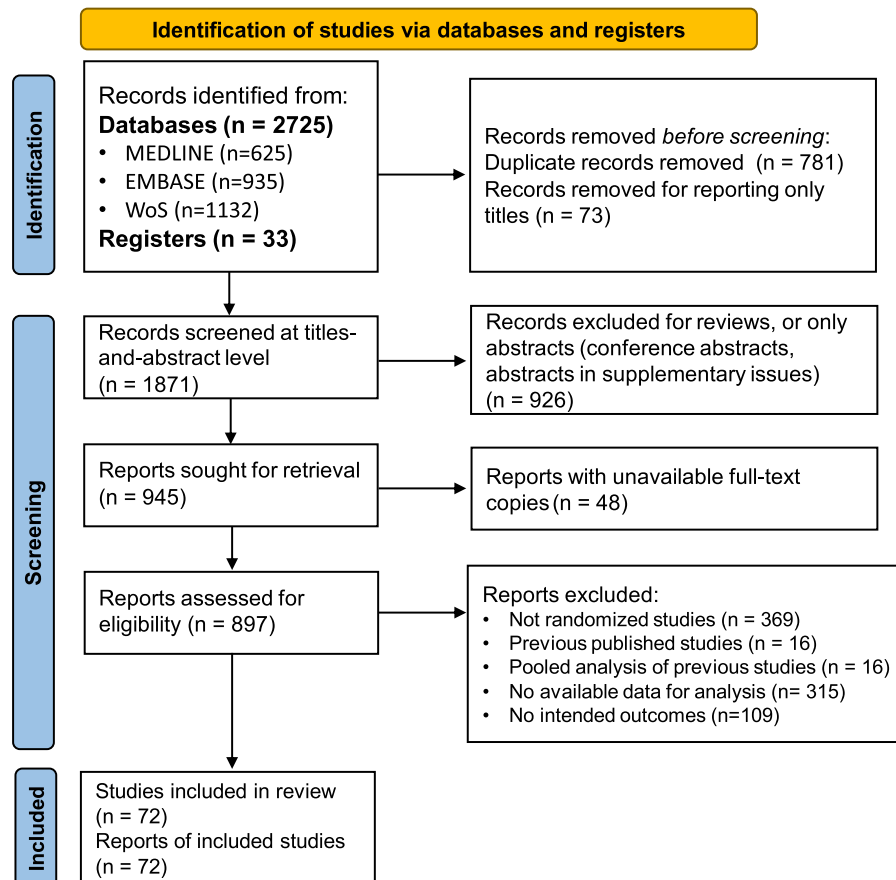 Identification of studies via databases and registers
Identification
Records identified from:
Databases (n = 2725)
• MEDLINE (n=625)
• EMBASE (n=935)
• WoS (n=1132)
Registers (n = 33)
Records removed before screening:
Duplicate records removed (n = 781)
Records removed for reporting only
titles (n = 73)
Screening
Records screened at titles-
and-abstract level
(n = 1871)
Records excluded for reviews, or only
abstracts (conference abstracts,
abstracts in supplementary issues)
(n = 926)
Reports sought for retrieval
(n = 945)
Reports with unavailable full-text
copies (n = 48)
Reports assessed for
eligibility (n = 897)
Reports excluded:
• Not randomized studies (n = 369)
• Previous published studies (n = 16)
• Pooled analysis of previous studies (n = 16)
• No available data for analysis (n= 315)
• No intended outcomes (n=109)
Included
Studies included in review
(n = 72)
Reports of included studies
(n = 72)